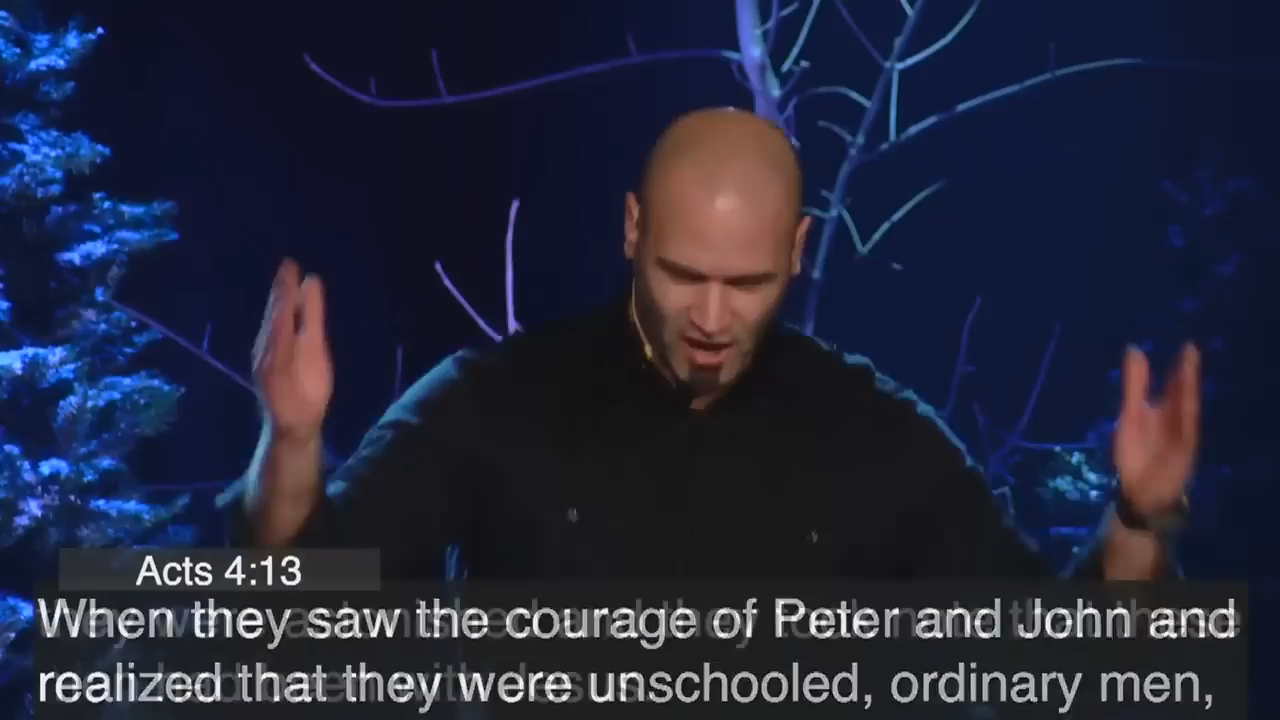 Acts 4:13
When they saw the courage of Peter and John and
realized that they were unschooled, ordinary men,